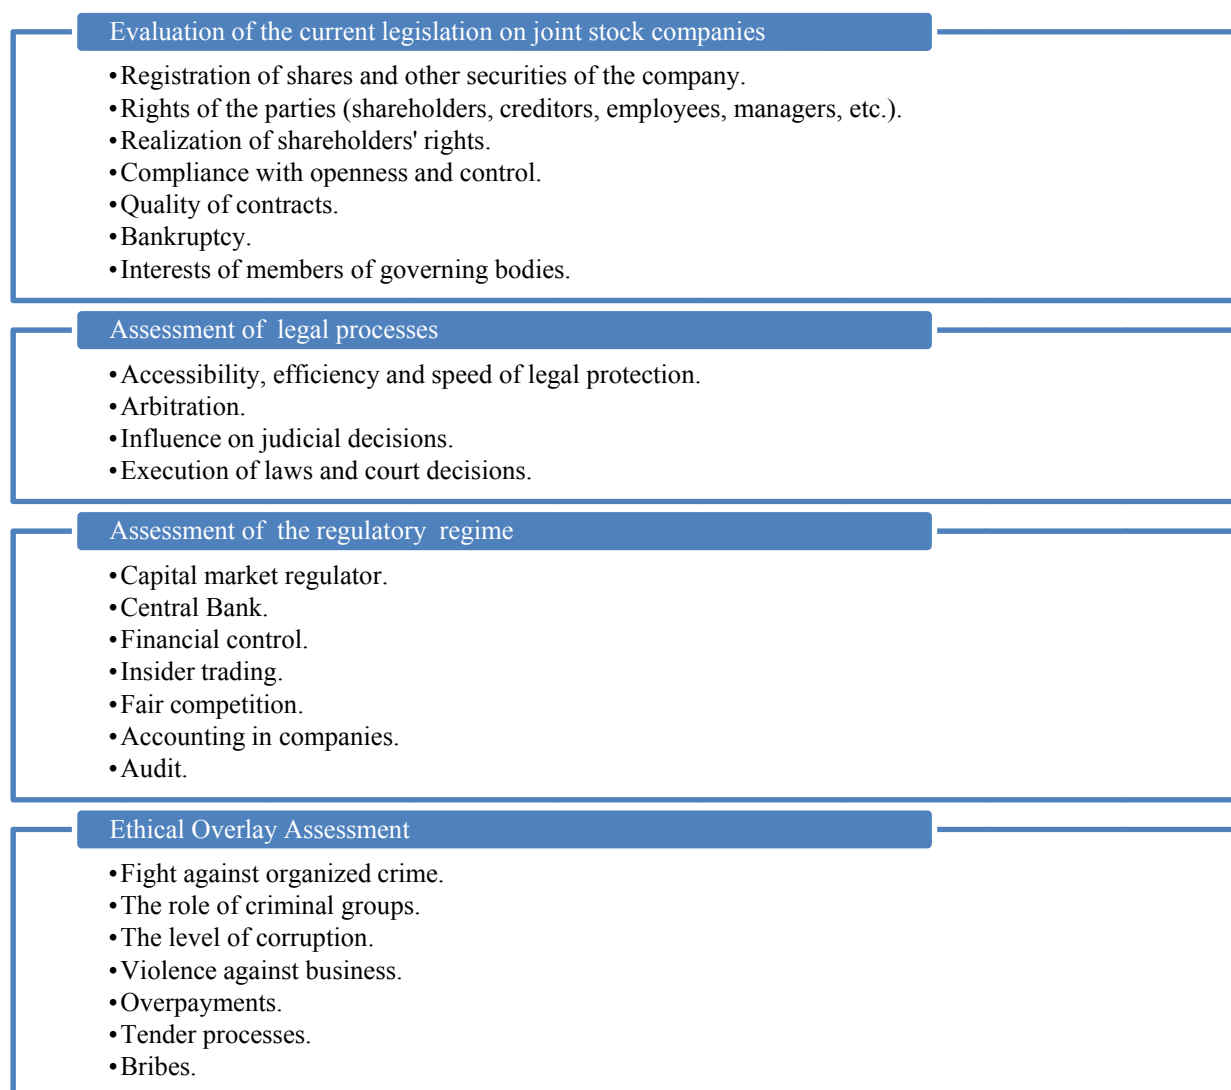 Evaluation of the current legislation on joint stock companies
•Registration of shares and other securities of the company.
•Rights of the parties (shareholders, creditors, employees, managers, etc.).
•Realization of shareholders' rights.
•Compliance with openness and control.
•Quality of contracts.
•Bankruptcy.
•Interests of members of governing bodies.
Assessment of legal processes
•Accessibility, efficiency and speed of legal protection.
•Arbitration.
•Influence on judicial decisions.
•Execution of laws and court decisions.
Assessment of the regulatory regime
•Capital market regulator.
•Central Bank.
•Financial control.
•Insider trading.
•Fair competition.
•Accounting in companies.
•Audit.
Ethical Overlay Assessment
•Fight against organized crime.
•The role of criminal groups.
•The level of corruption.
•Violence against business.
•Overpayments.
•Tender processes.
•Bribes.